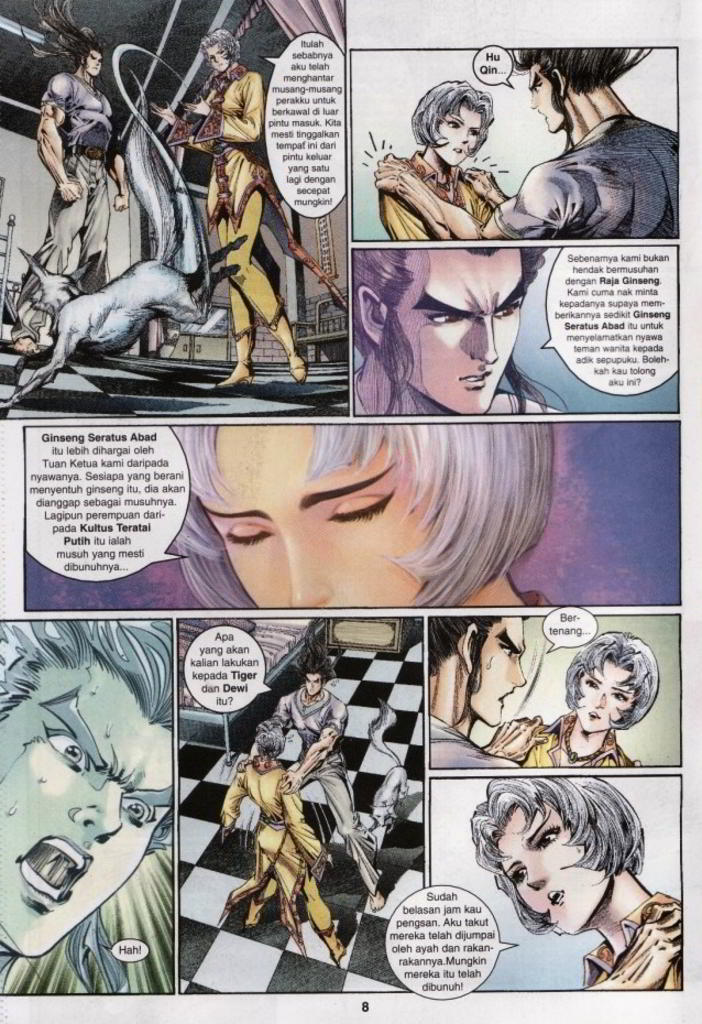 Itulah
sebabnya
aku telah
menghantar
musang-musang
perakku untuk
berkawal di luar
pintu masuk. Kita
mesti tinggalkan
tempat ini dari
pintu keluar
yang satu
lagi dengan
secepat
mungkin!
Hu
Qin...
Sebenarnya kami bukan
hendak bermusuhan
dengan Raja Ginseng.
Kami cuma nak minta
kepadanya supaya mem-
berikannya sedikit Ginseng
Seratus Abad itu untuk
menyelamatkan nyawa
teman wanita kepada
adik sepupuku. Boleh-
kah kau tolong
aku ini?
Ginseng Seratus Abad
itu lebih dihargai oleh
Tuan Ketua kami daripada
nyawanya. Sesiapa yang berani
menyentuh ginseng itu, dia akan
dianggap sebagai musuhnya.
Lagipun perempuan dari-
pada Kultus Teratai
Putih itu ialah
musuh yang mesti
dibunuhnya...
Hah!
Apa
yang akan
kalian lakukan
kepada Tiger
dan Dewi
itu?
Ber-
tenang...
Sudah
belasan jam kau
pengsan. Aku takut
mereka telah dijumpai
oleh ayah dan rakan-
rakannya.Mungkin
mereka itu telah
dibunuh!
8